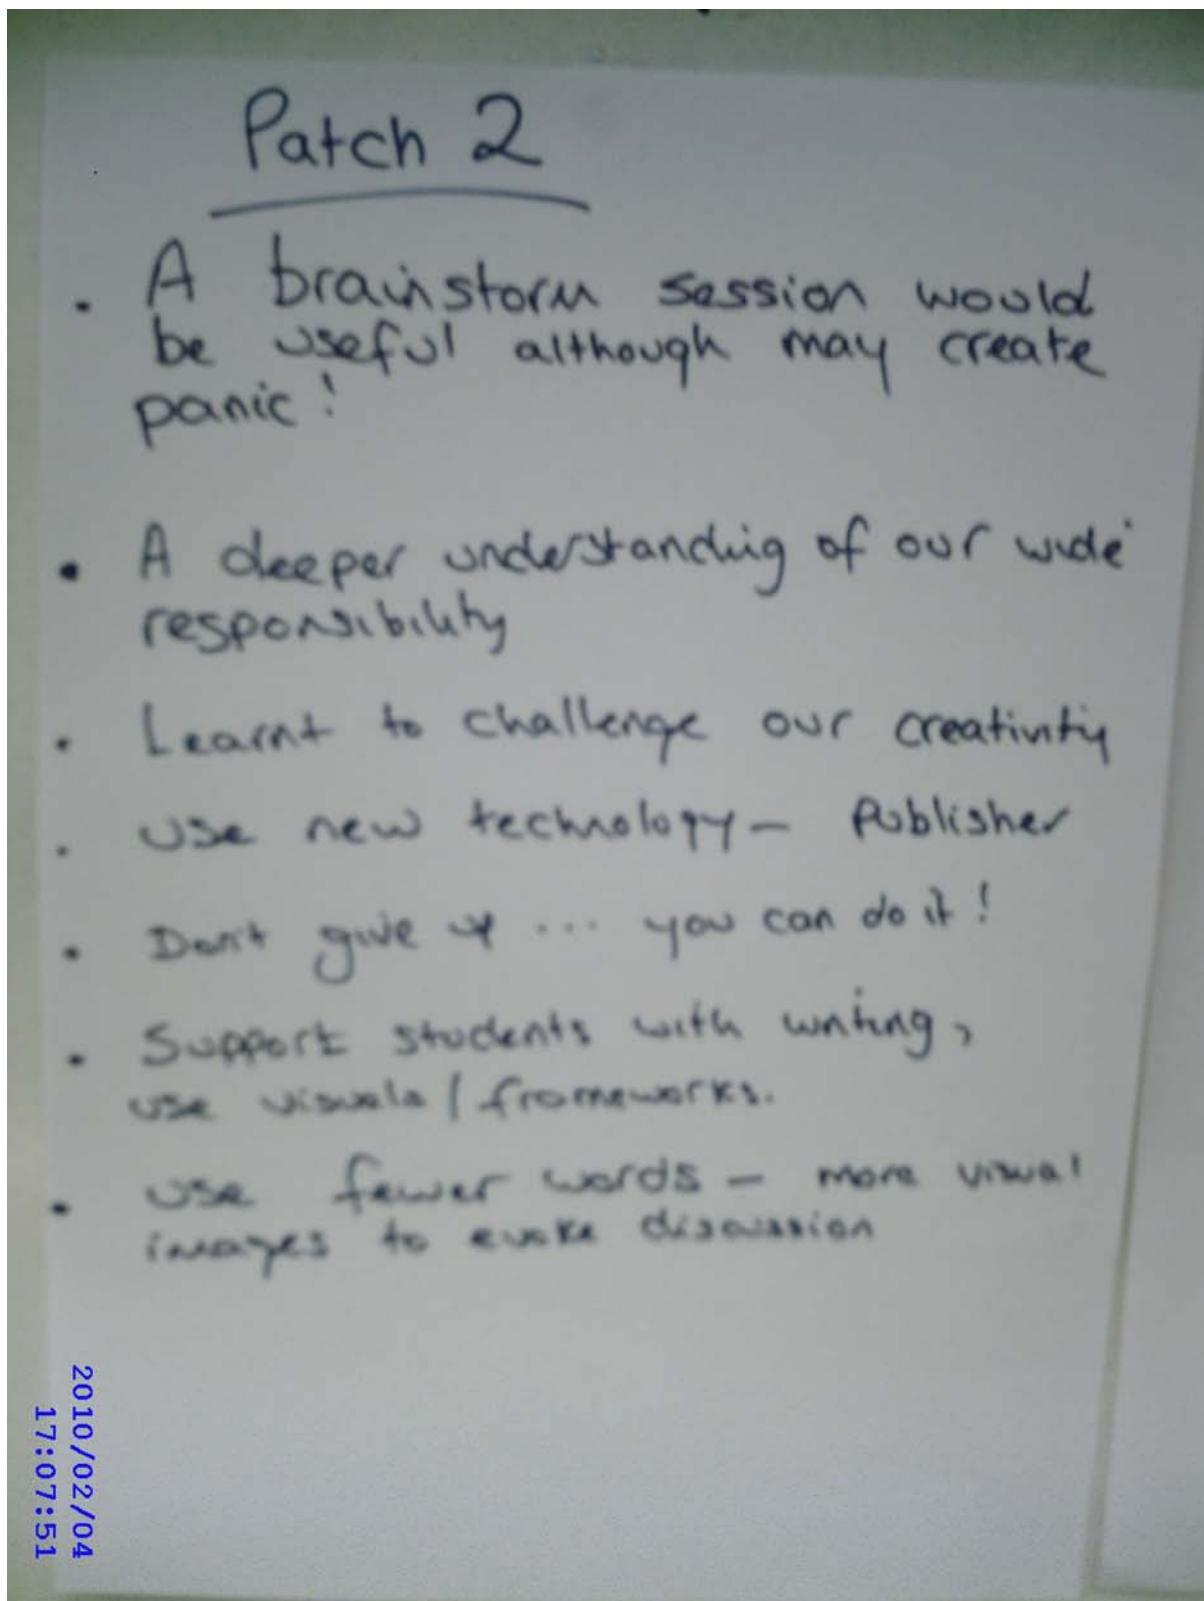 Patch 2
• A brainstorm session would
be useful although may create
panic!
• A deeper understanding of our wide
responsibility
• Learnt to challenge our creativity
• Use new technology – Publisher
• Don't give up ... you can do it!
• Support students with writing,
use visuals / frameworks.
• Use fewer words – more visual
images to evoke discussion
2010/02/04
17:07:51